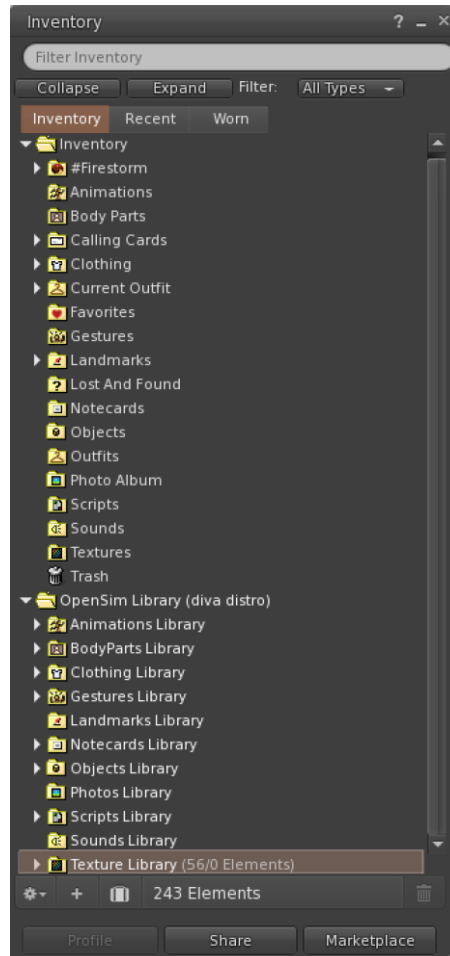 Inventory ? _ ×
Filter Inventory
Collapse Expand Filter: All Types
Inventory Recent Worn
Inventory
#Firestorm
Animations
Body Parts
Calling Cards
Clothing
Current Outfit
Favorites
Gestures
Landmarks
Lost And Found
Notecards
Objects
Outfits
Photo Album
Scripts
Sounds
Textures
Trash
OpenSim Library (diva distro)
Animations Library
BodyParts Library
Clothing Library
Gestures Library
Landmarks Library
Notecards Library
Objects Library
Photos Library
Scripts Library
Sounds Library
Texture Library (56/0 Elements)
+ 243 Elements
Profile Share Marketplace